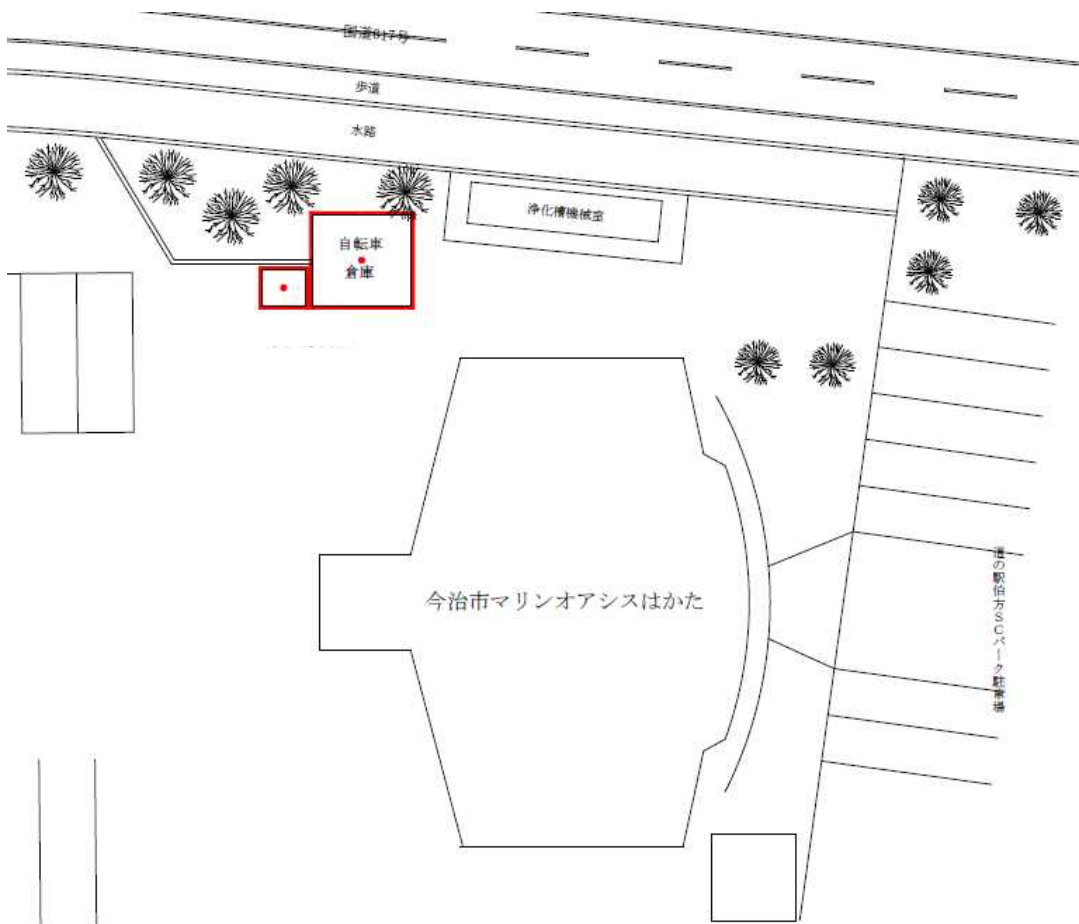 国道317号
歩道
水路
浄化槽機械室
自転車
倉庫
今治市マリンオアシスはかた
道の駅伯方SCパーク駐車場